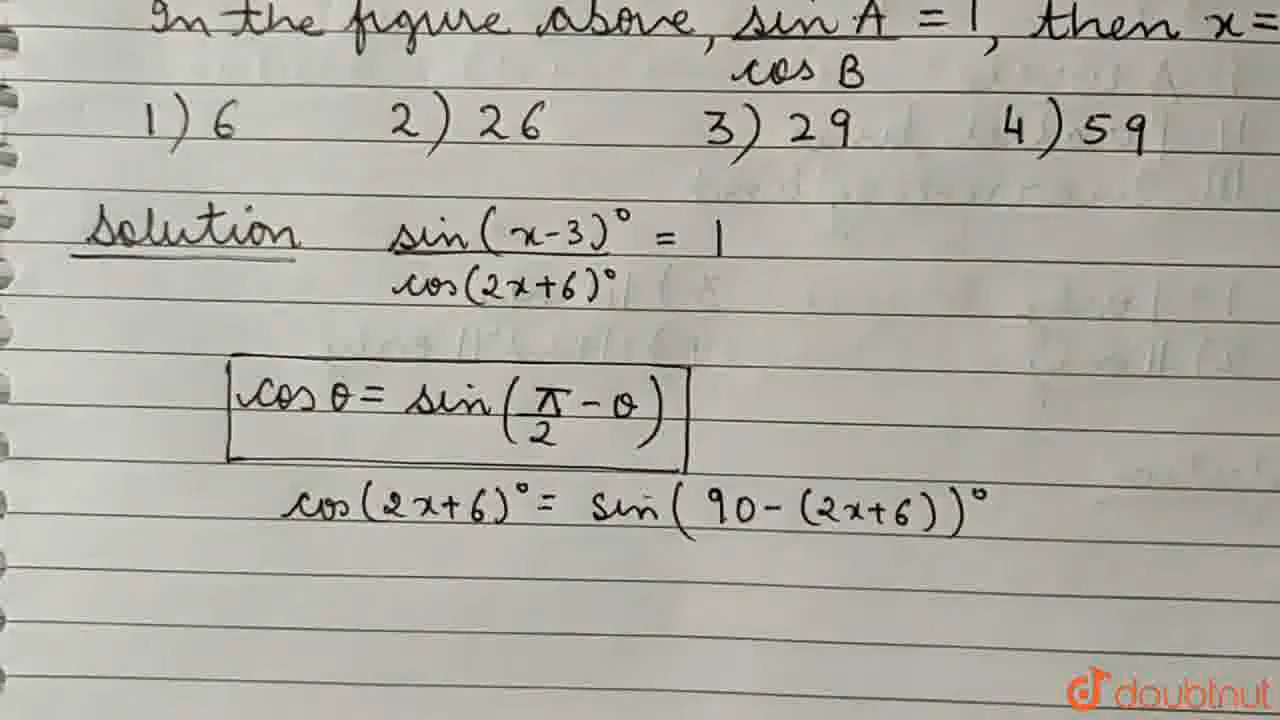 In the figure above, sin A / cos B = 1, then x =
1) 6 2) 26 3) 29 4) 59
Solution sin(x-3)° / cos(2x+6)° = 1
cos θ = sin(π/2 - θ)
cos(2x+6)° = sin(90-(2x+6))°
doubtnut